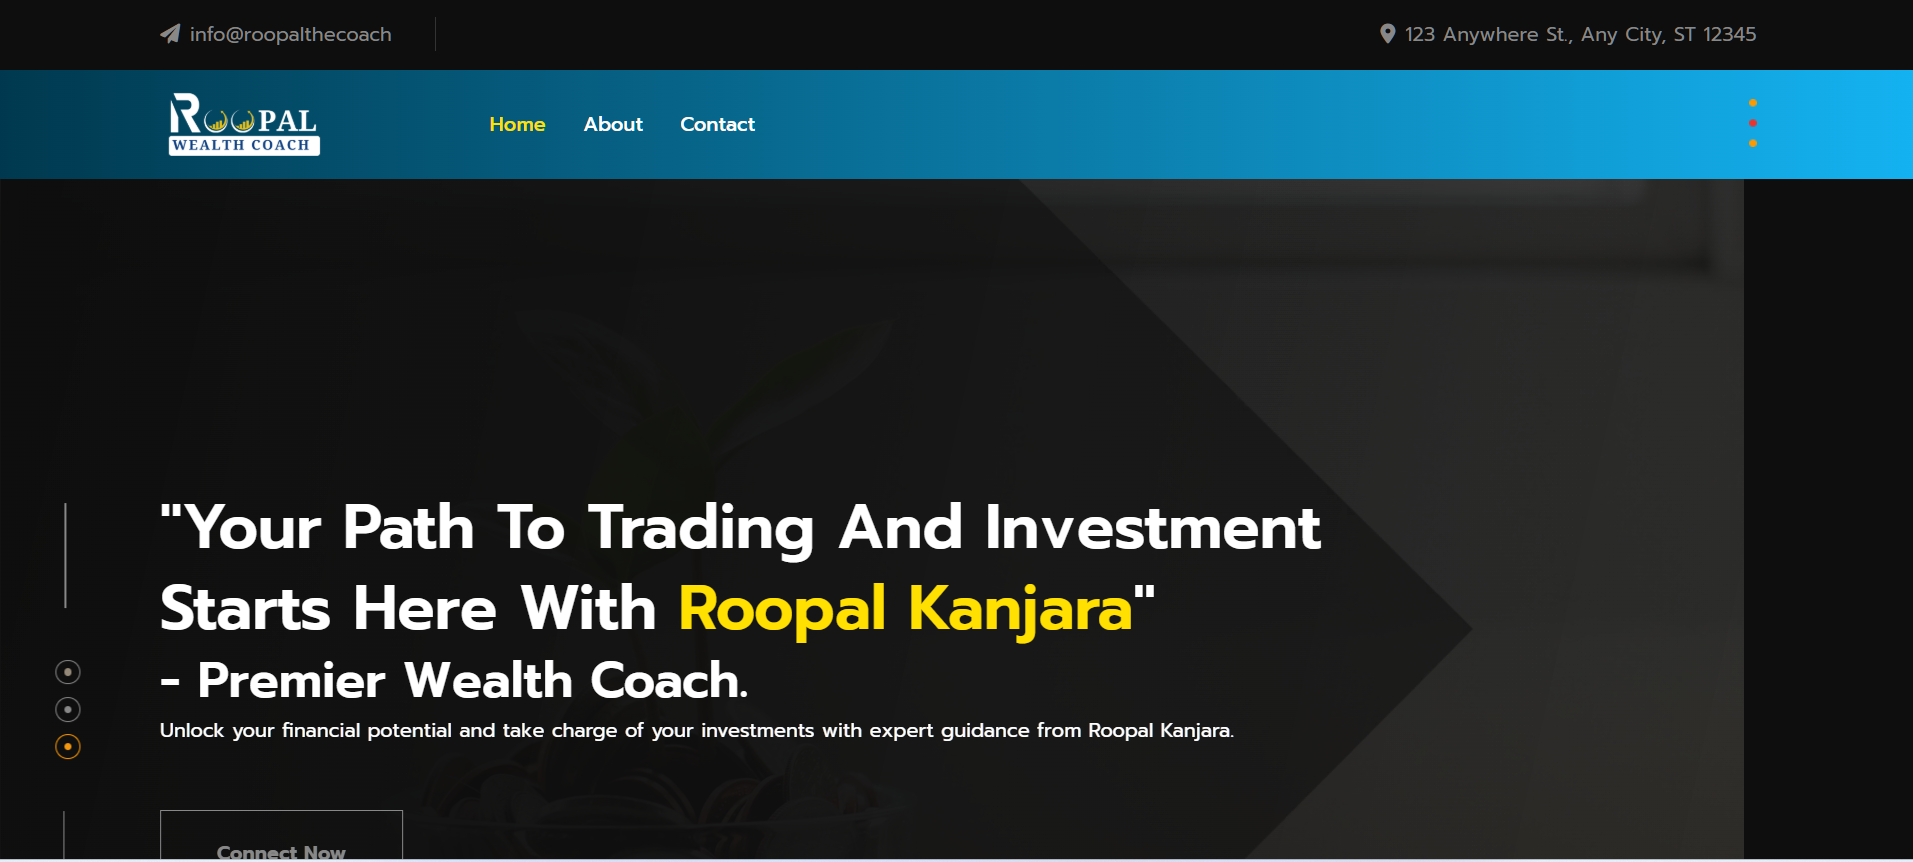 info@roopalthecoach
123 Anywhere St., Any City, ST 12345
ROOPAL
WEALTH COACH
Home About Contact
"Your Path To Trading And Investment
Starts Here With Roopal Kanjara"
- Premier Wealth Coach.
Unlock your financial potential and take charge of your investments with expert guidance from Roopal Kanjara.
Connect Now